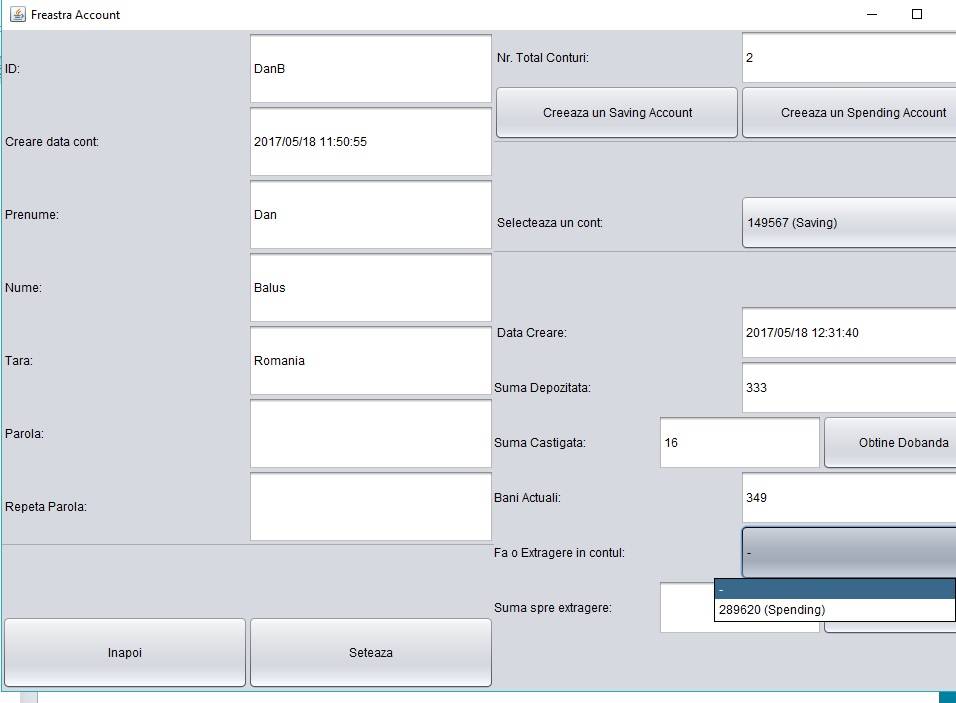 Freastra Account
ID:
DanB
Creare data cont:
2017/05/18 11:50:55
Prenume:
Dan
Nume:
Balus
Tara:
Romania
Parola:
Repeta Parola:
Inapoi
Seteaza
Nr. Total Conturi:
2
Creeaza un Saving Account
Creeaza un Spending Account
Selecteaza un cont:
149567 (Saving)
Data Creare:
2017/05/18 12:31:40
Suma Depozitata:
333
Suma Castigata:
16
Obtine Dobanda
Bani Actuali:
349
Fa o Extragere in contul:
-
-
289620 (Spending)
Suma spre extragere: